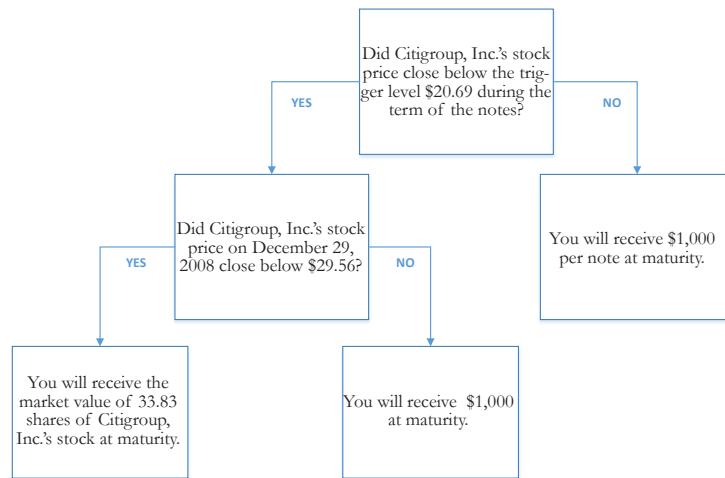 Did Citigroup, Inc.'s stock
price close below the trig-
ger level $20.69 during the
term of the notes?
YES
NO
Did Citigroup, Inc.'s stock
price on December 29,
2008 close below $29.56?
You will receive $1,000
per note at maturity.
YES
NO
You will receive the
market value of 33.83
shares of Citigroup,
Inc.'s stock at maturity.
You will receive $1,000
at maturity.